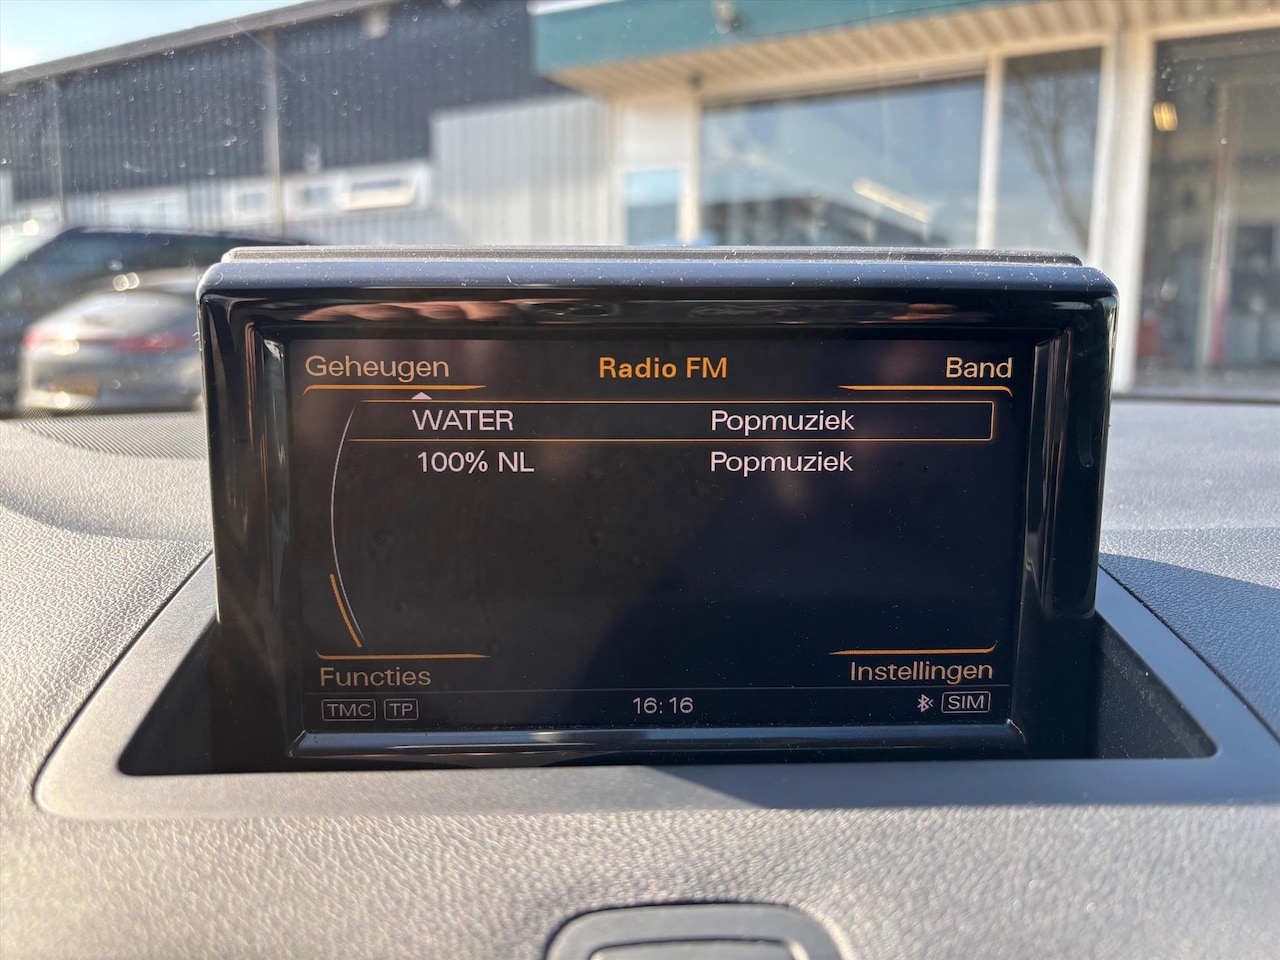 Geheugen Radio FM Band
WATER Popmuziek
100% NL Popmuziek
Functies Instellingen
TMC TP 16:16 SIM